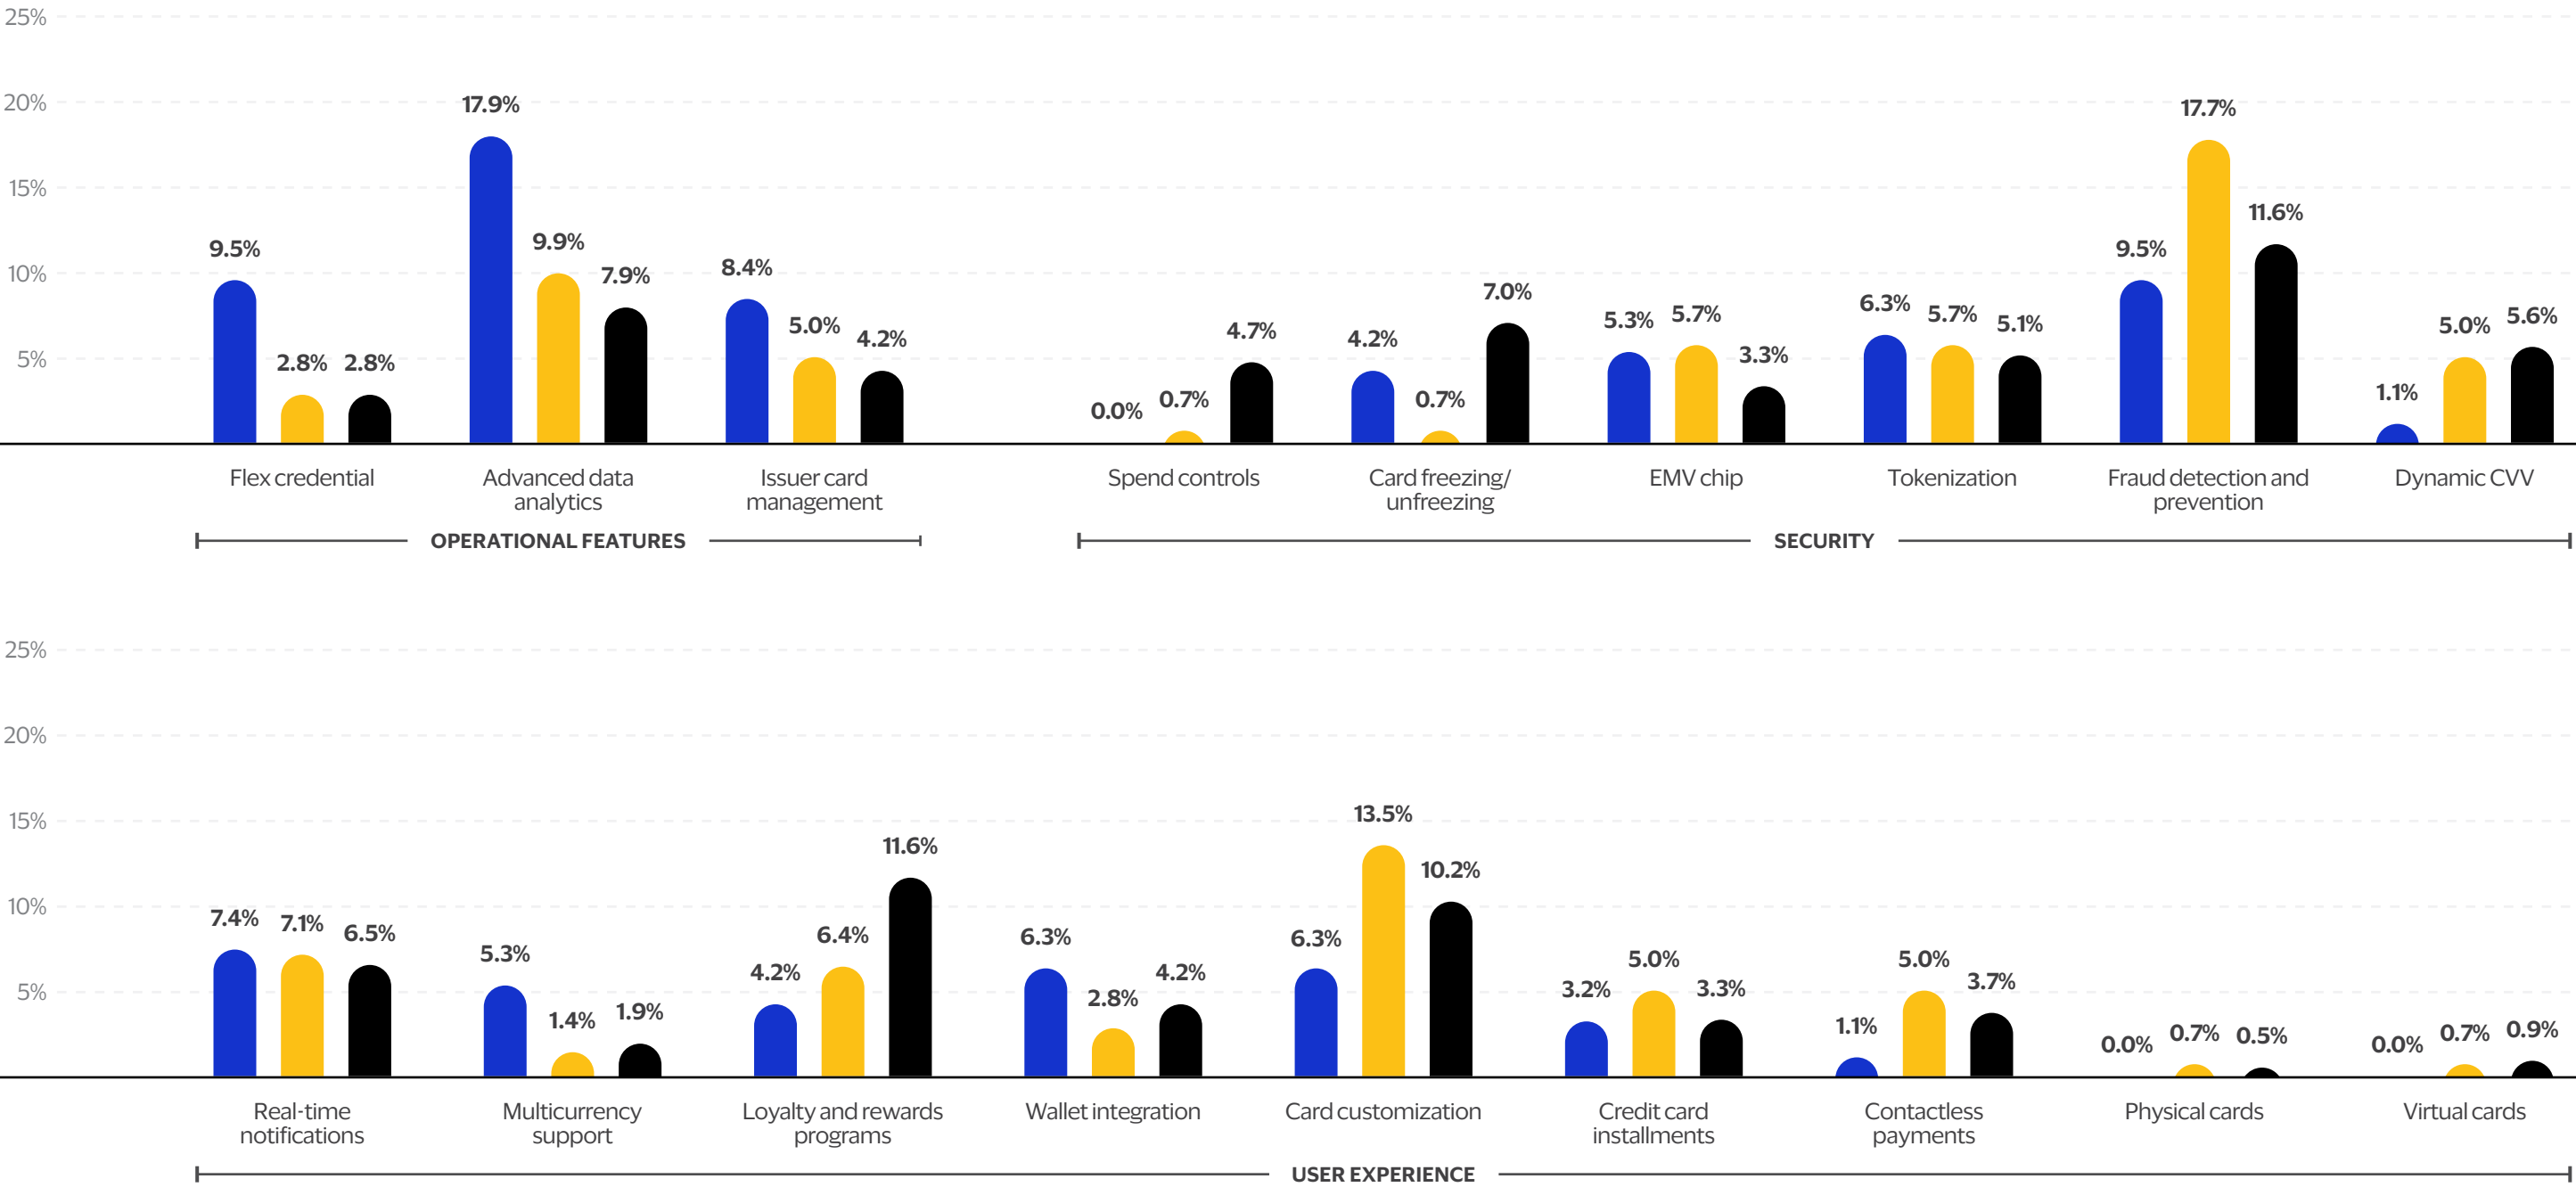 25%
20%
15%
10%
5%
9.5%
2.8%
2.8%
17.9%
9.9%
7.9%
8.4%
5.0%
4.2%
0.0%
0.7%
4.7%
4.2%
0.7%
7.0%
5.3%
5.7%
3.3%
6.3%
5.7%
5.1%
9.5%
17.7%
11.6%
1.1%
5.0%
5.6%
Flex credential
Advanced data
analytics
Issuer card
management
Spend controls
Card freezing/
unfreezing
EMV chip
Tokenization
Fraud detection and
prevention
Dynamic CVV
OPERATIONAL FEATURES
SECURITY
25%
20%
15%
10%
5%
7.4%
7.1%
6.5%
5.3%
1.4%
1.9%
4.2%
6.4%
11.6%
6.3%
2.8%
4.2%
6.3%
13.5%
10.2%
3.2%
5.0%
3.3%
1.1%
5.0%
3.7%
0.0%
0.7%
0.5%
0.0%
0.7%
0.9%
Real-time
notifications
Multicurrency
support
Loyalty and rewards
programs
Wallet integration
Card customization
Credit card
installments
Contactless
payments
Physical cards
Virtual cards
USER EXPERIENCE